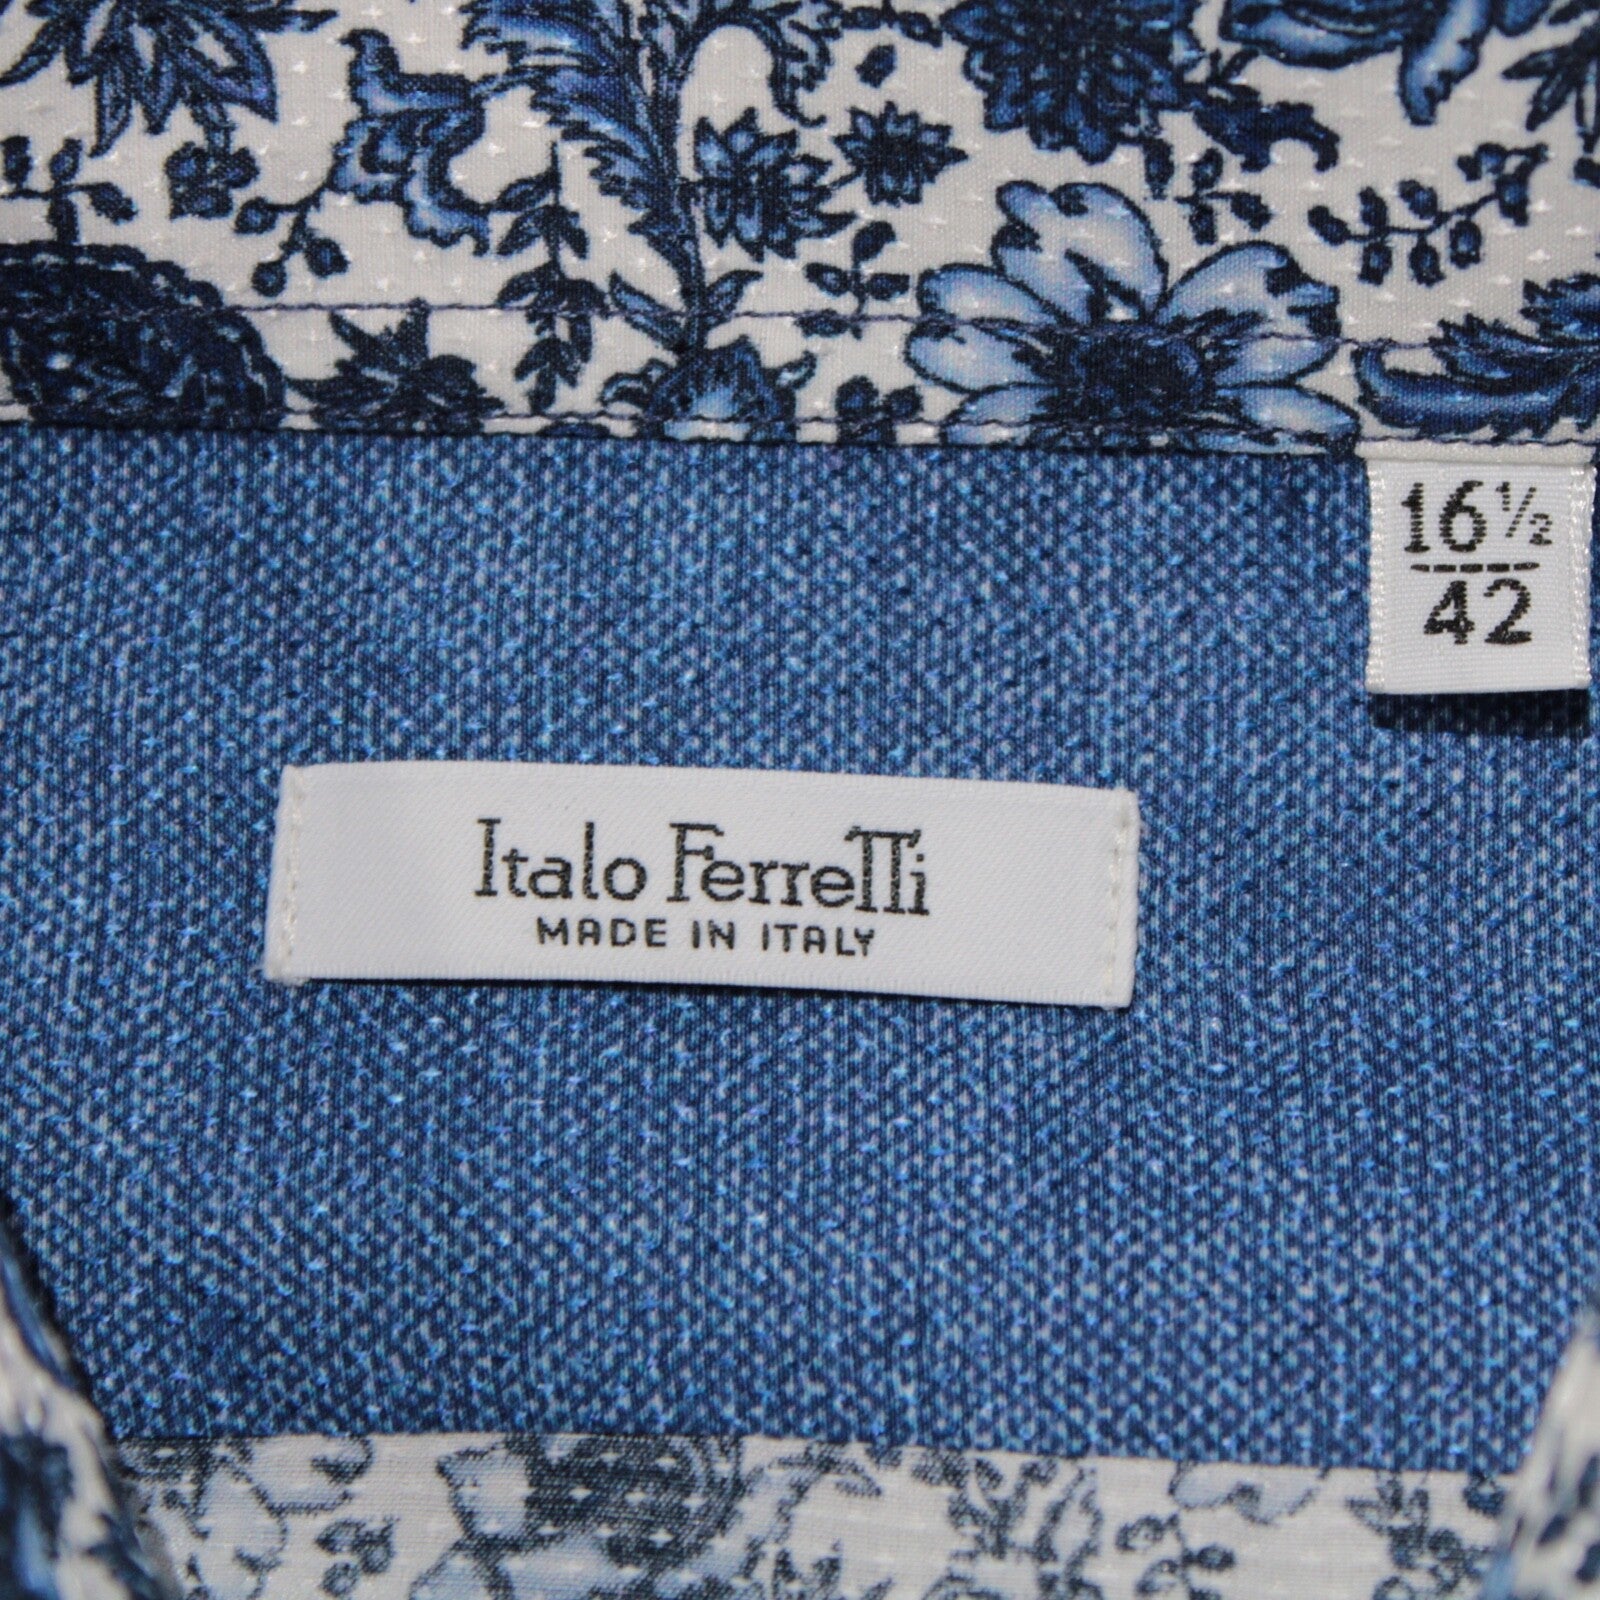 16½
42
Italo Ferretti
MADE IN ITALY